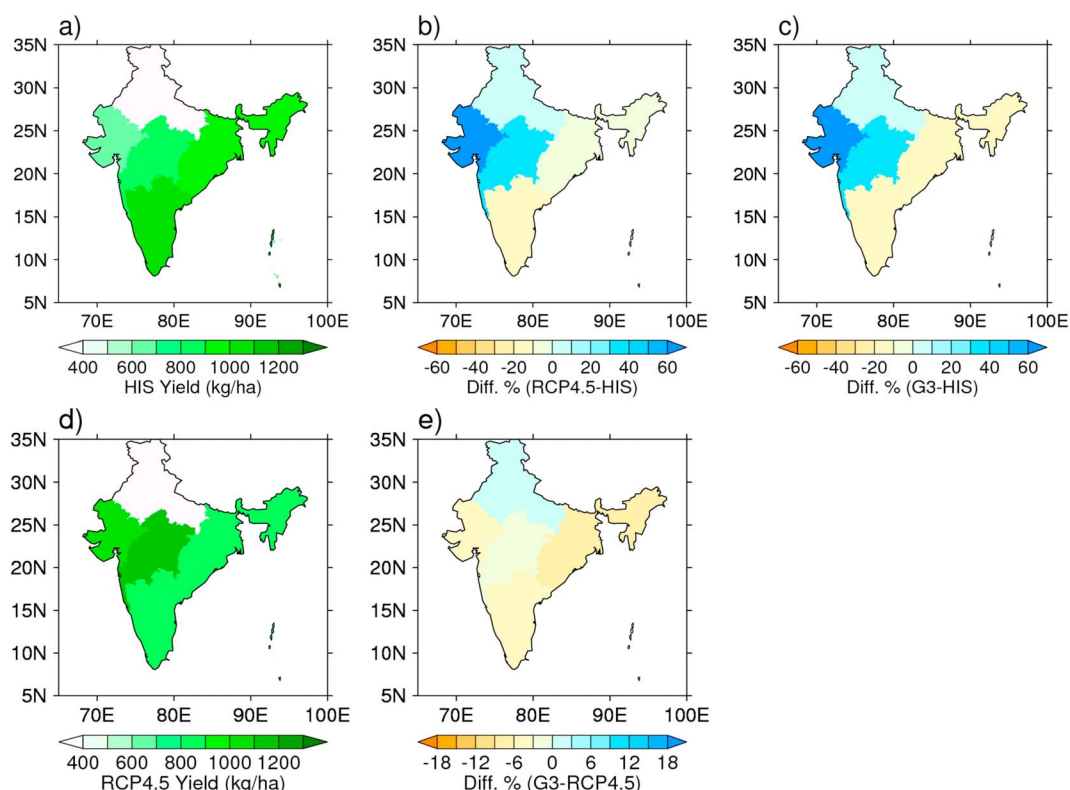 a)
b)
c)
35N
30N
25N
20N
15N
10N
5N
70E 80E 90E 100E
400 600 800 1000 1200
HIS Yield (kg/ha)
35N
30N
25N
20N
15N
10N
5N
70E 80E 90E 100E
-60 -40 -20 0 20 40 60
Diff. % (RCP4.5-HIS)
35N
30N
25N
20N
15N
10N
5N
70E 80E 90E 100E
-60 -40 -20 0 20 40 60
Diff. % (G3-HIS)
d)
e)
35N
30N
25N
20N
15N
10N
5N
70E 80E 90E 100E
400 600 800 1000 1200
RCP4.5 Yield (kg/ha)
35N
30N
25N
20N
15N
10N
5N
70E 80E 90E 100E
-18 -12 -6 0 6 12 18
Diff. % (G3-RCP4.5)